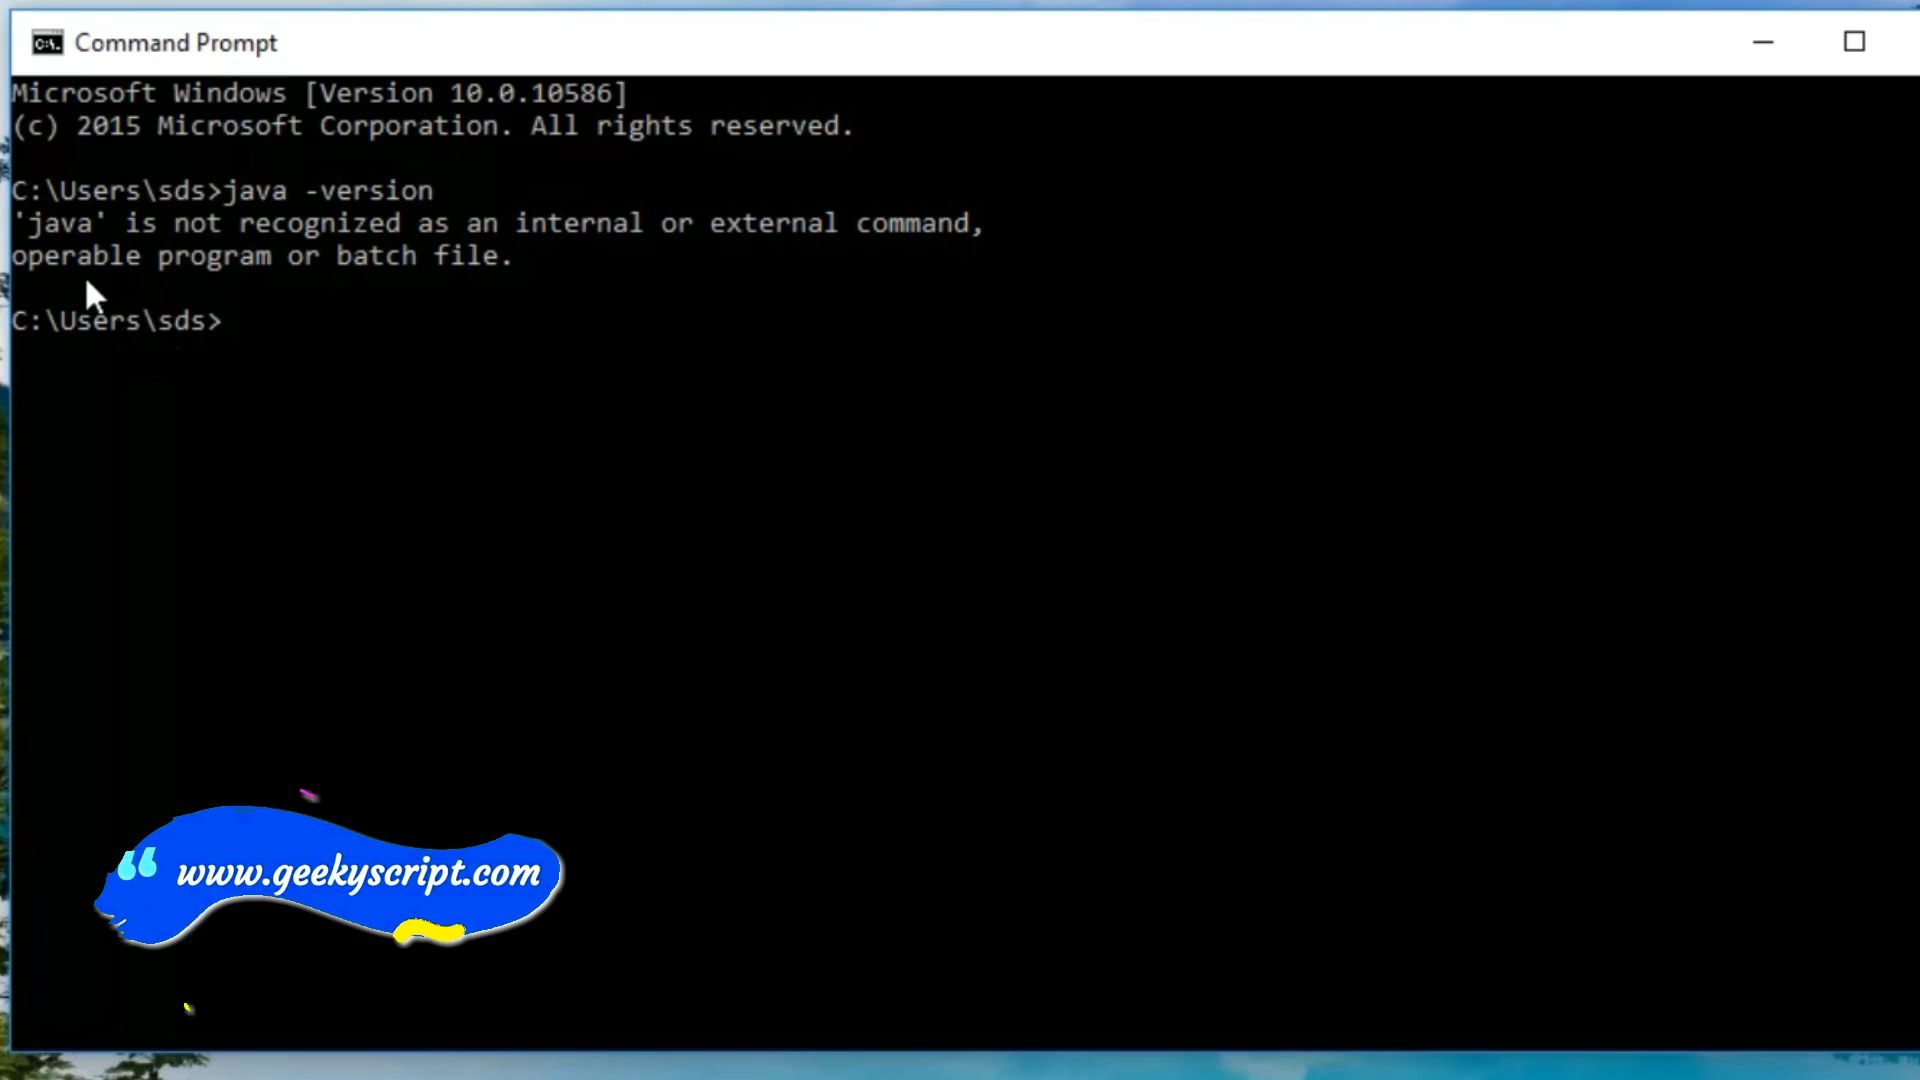 Command Prompt
Microsoft Windows [Version 10.0.10586]
(c) 2015 Microsoft Corporation. All rights reserved.
C:\Users\sds>java -version
'java' is not recognized as an internal or external command,
operable program or batch file.
C:\Users\sds>
“ www.geekyscript.com